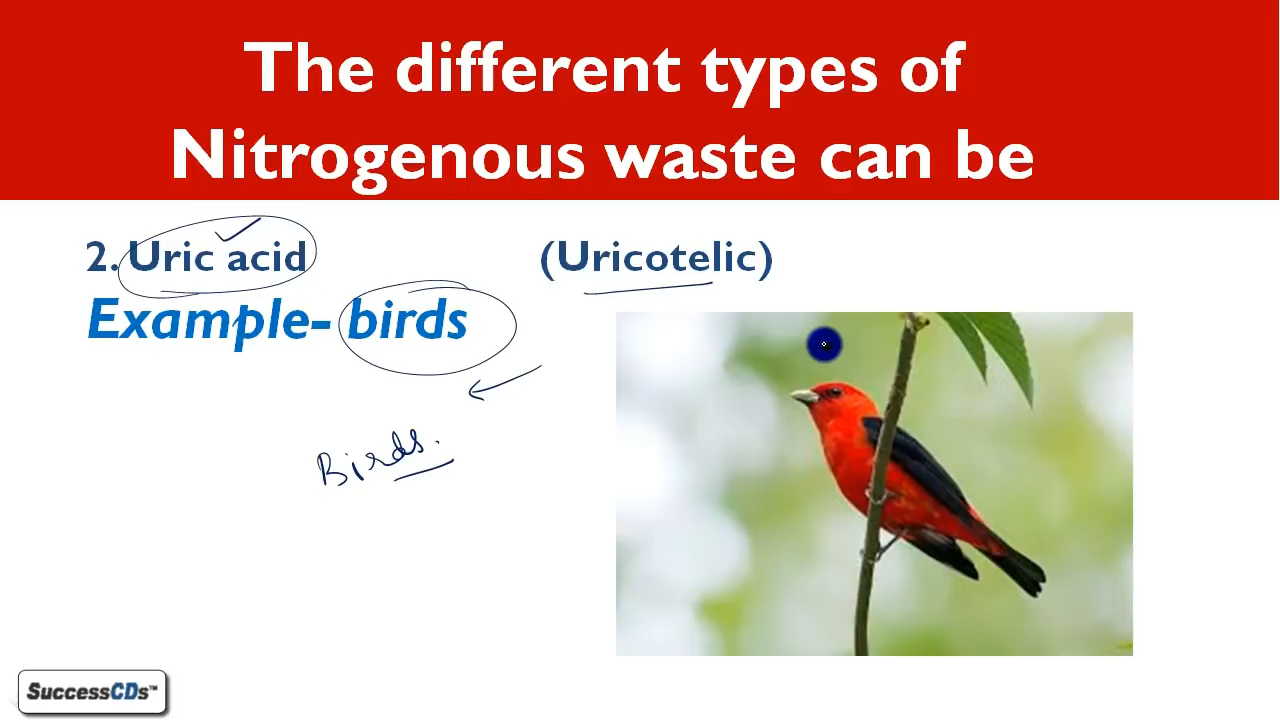 The different types of
Nitrogenous waste can be
2. Uric acid (Uricotelic)
Example- birds
Birds.
SuccessCDs™